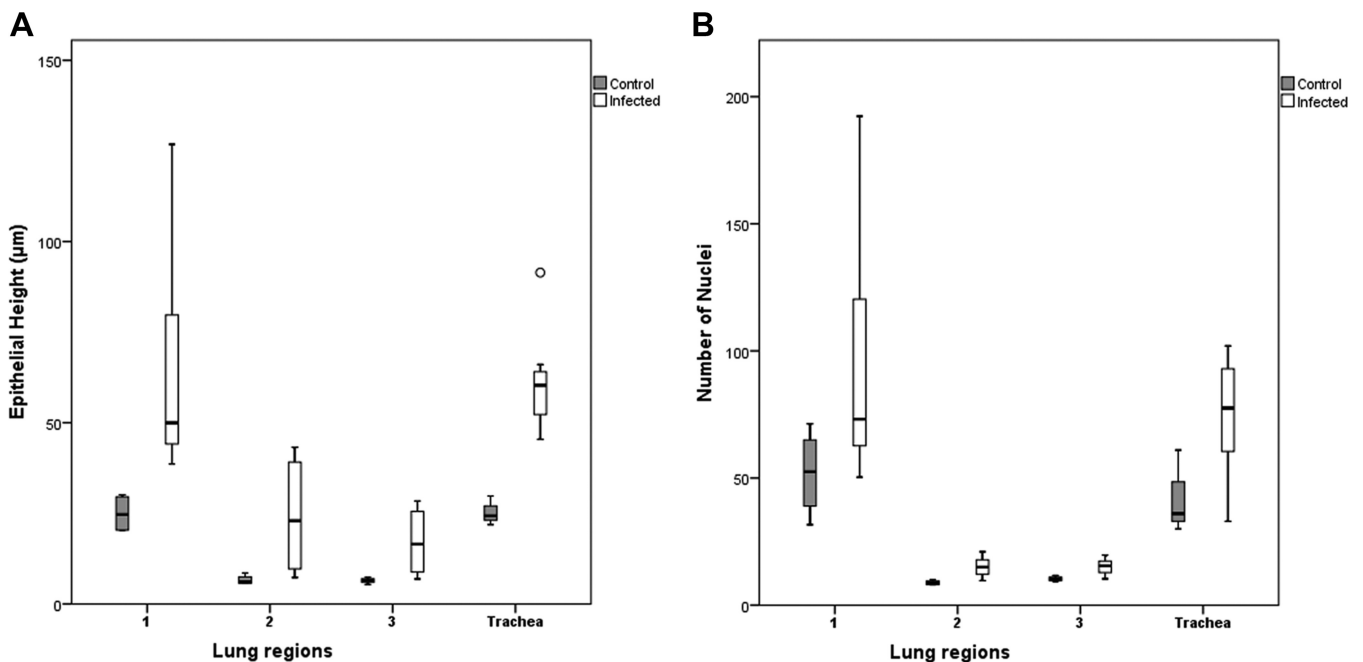 A
B
150
100
50
0
Epithelial Height (µm)
1
2
3
Trachea
Lung regions
Control
Infected
200
150
100
50
0
Number of Nuclei
1
2
3
Trachea
Lung regions
Control
Infected